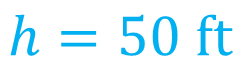 h = 50 ft